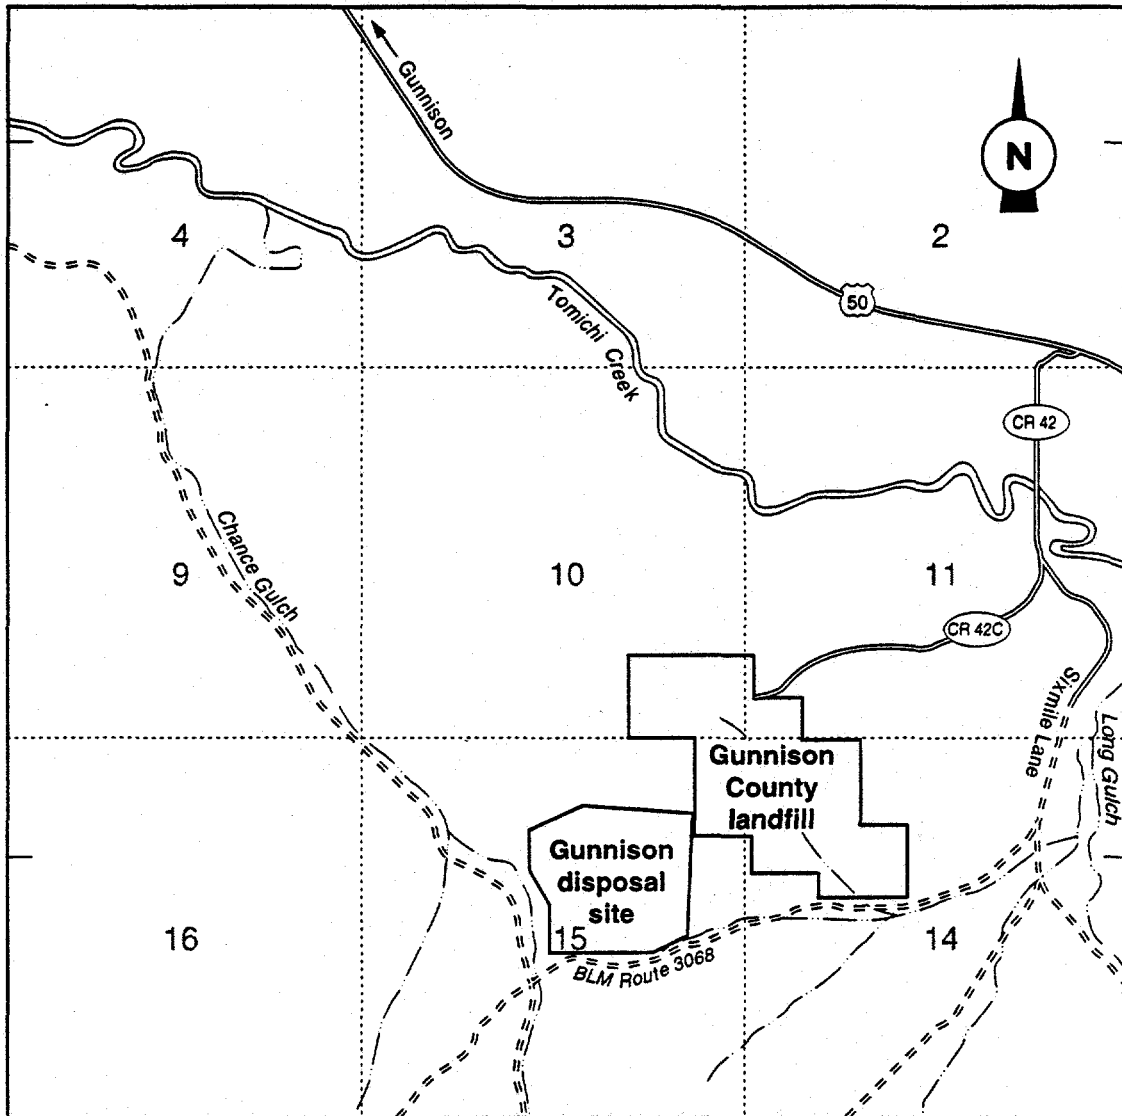 Gunnison
N
4
3
2
50
Tomichi Creek
CR 42
Chance Gulch
9
10
11
CR 42C
Sixmile Lane
Long Gulch
Gunnison
County
landfill
Gunnison
disposal
site
16
15
14
BLM Route 3068